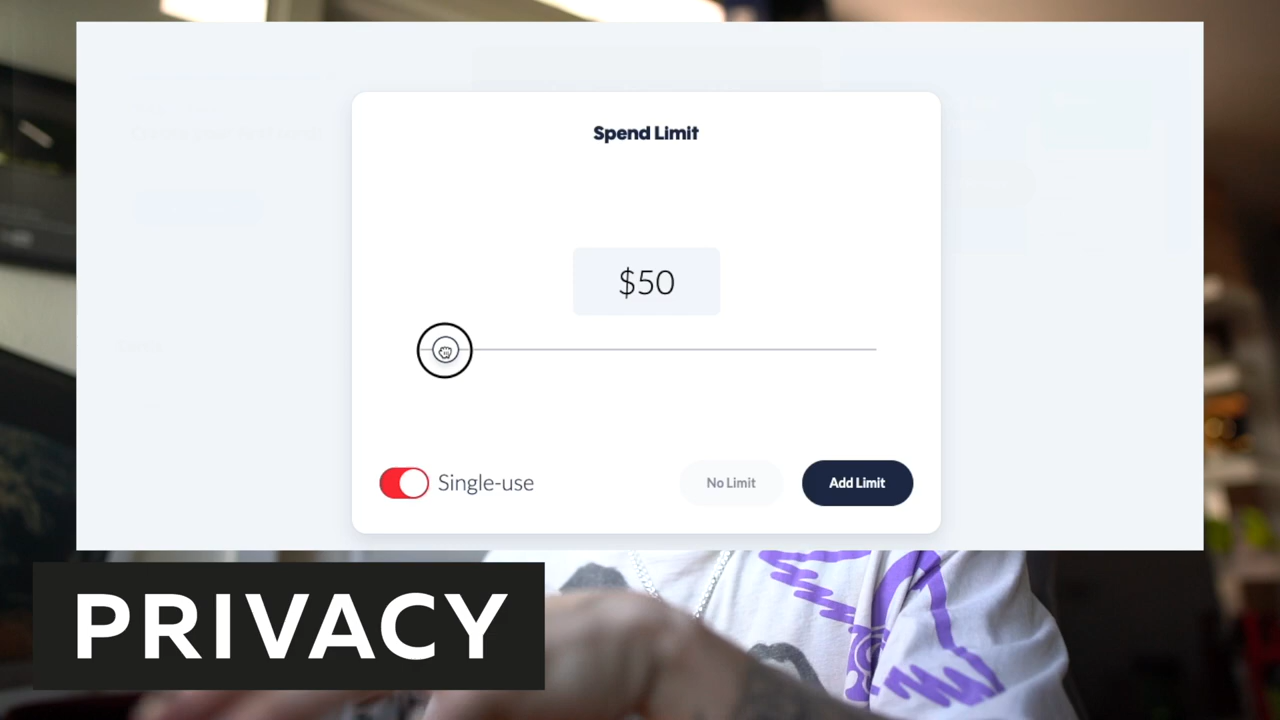 Spend Limit
$50
Single-use
No Limit
Add Limit
PRIVACY